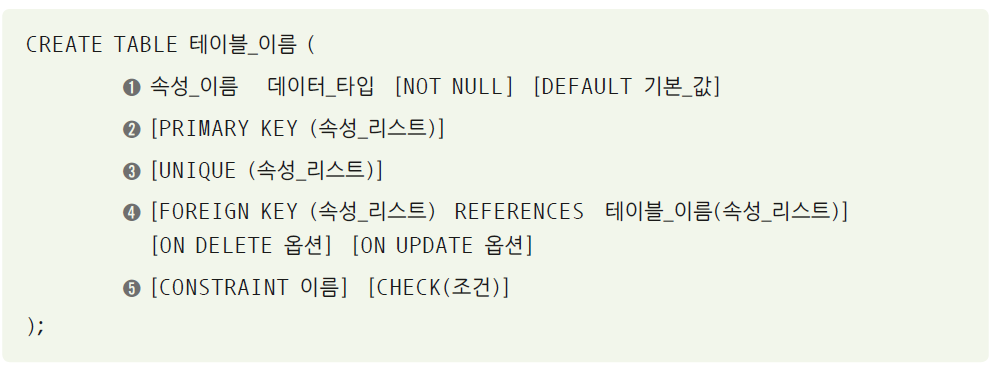 CREATE TABLE 테이블_이름 (
❶ 속성_이름 데이터_타입 [NOT NULL] [DEFAULT 기본_값]
❷ [PRIMARY KEY (속성_리스트)]
❸ [UNIQUE (속성_리스트)]
❹ [FOREIGN KEY (속성_리스트) REFERENCES 테이블_이름(속성_리스트)]
[ON DELETE 옵션] [ON UPDATE 옵션]
❺ [CONSTRAINT 이름] [CHECK(조건)]
);